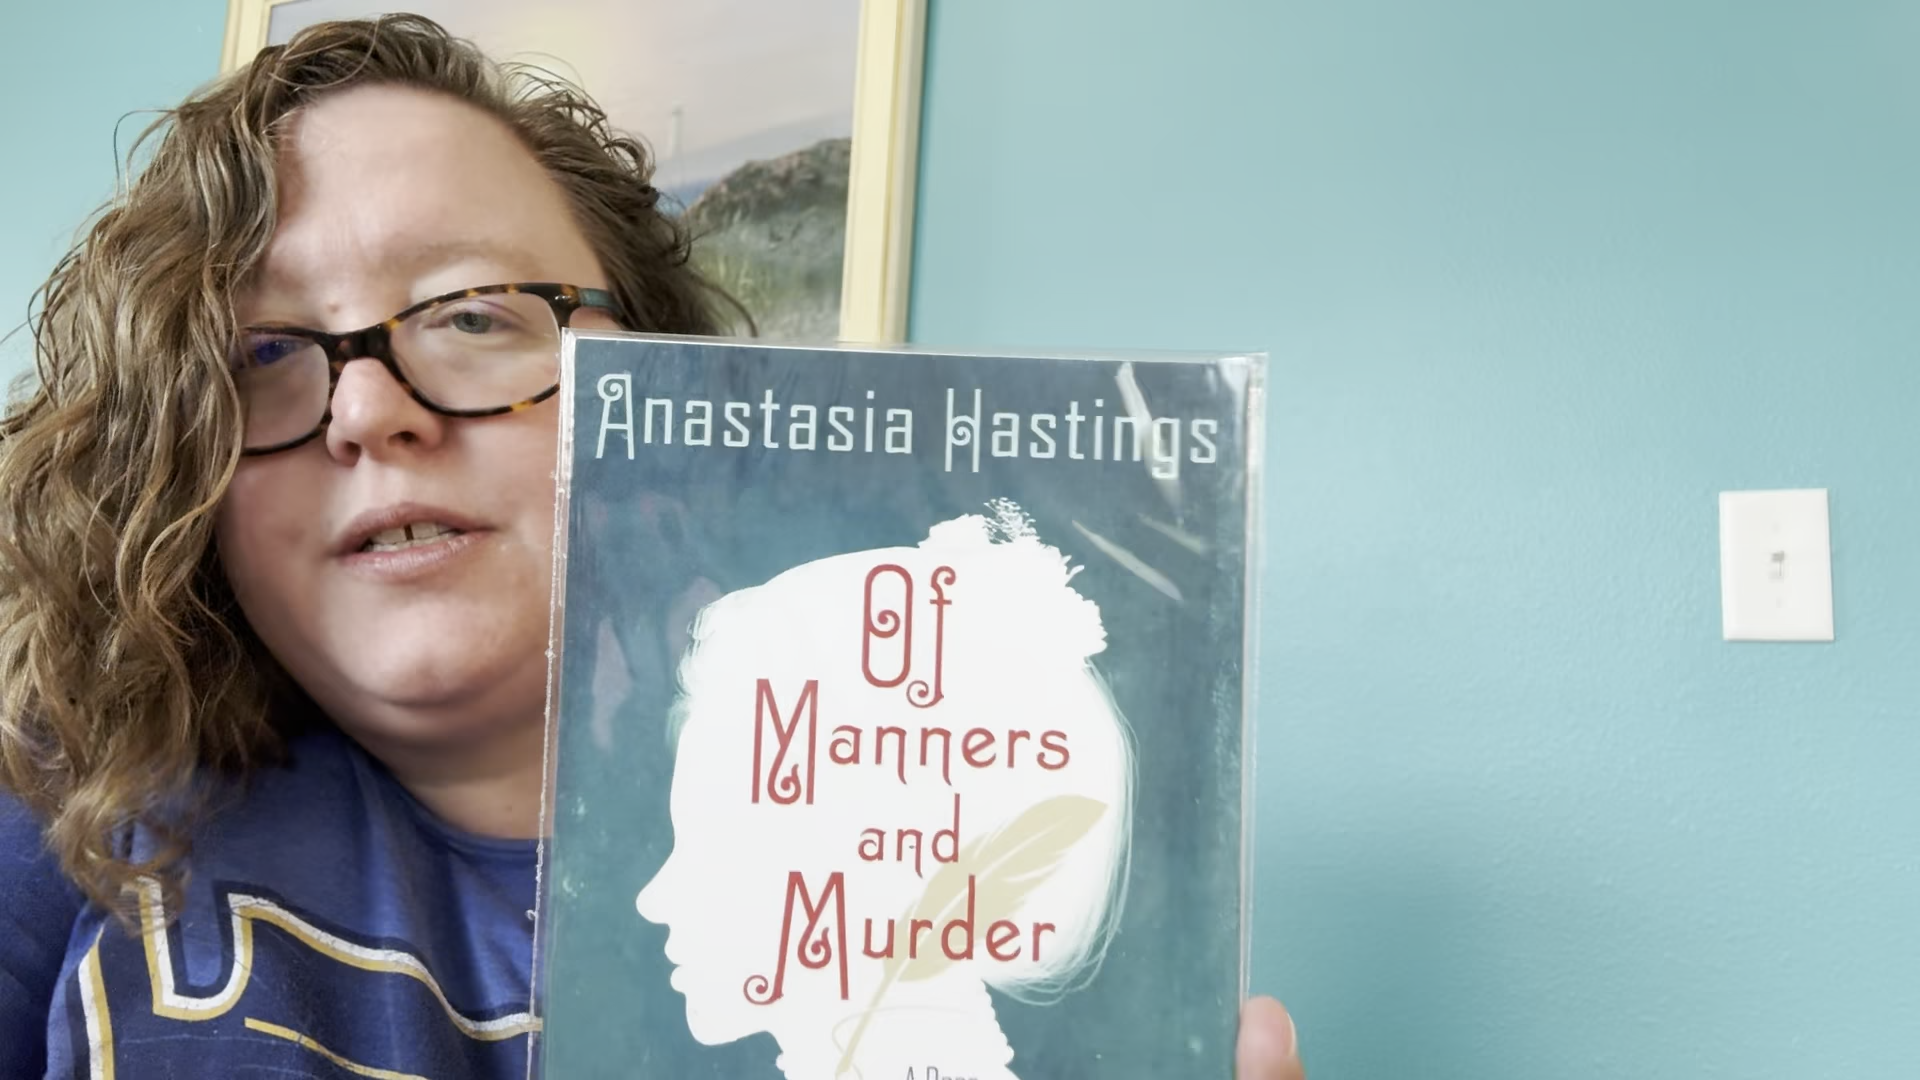 Anastasia Hastings
Of
Manners
and
Murder